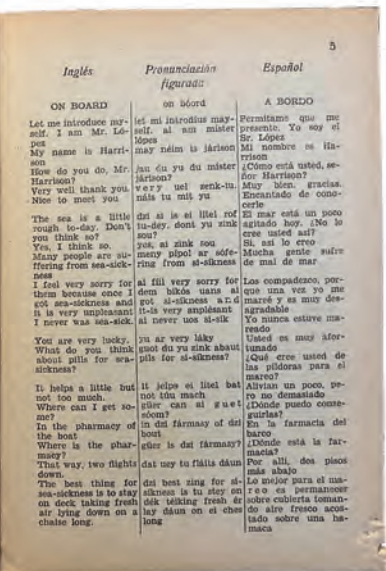 5
Inglés
ON BOARD
Let me introduce my-
self. I am Mr. Ló-
pez
My name is Harri-
son
How do you do, Mr.
Harrison?
Very well thank you.
Nice to meet you
The sea is a little
rough to-day. Don't
you think so?
Yes, I think so.
Many people are su-
ffering from sea-sick-
ness
I feel very sorry for
them because once I
got sea-sickness and
it is very unpleasant
I never was sea-sick.
You are very lucky.
What do you think
about pills for sea-
sickness?
It helps a little but
not too much.
Where can I get so-
me?
In the pharmacy of
the boat
Where is the phar-
macy?
That way, two flights
down.
The best thing for
sea-sickness is to stay
on deck taking fresh
air lying down on a
chaise long.
Pronunciación
figurada
on bóord
let mi introdíus may-
self. ai am míster
lópes
may néim is járison
jáu du yu du míster
járison?
very uel zenk-iu.
náis tu mit yu
dzi si is ei lítel rof
tu-dey. dont yu zink
sou?
yes, ai zink sou
meny pípol ar sófe-
ring from si-síkness
ai fiil very sorry for
dem bikós uans ai
got si-síkness and
it-is very anplésant
ai never uos si-sik
yu ar very láky
guot du yu zink abaut
pils for si-síkness?
it jelps ei lítel bat
not túu mach
güer can ai guet
sóom?
in dzi fármasy of dzi
bout
güer is dzi fármasy?
dat uey tu fláits dáun
dzi best zing for si-
síkness is tu stey on
dék téiking fresh ér
lay dáun on ei ches
long
Español
A BORDO
Permítame que me
presente. Yo soy el
Sr. López
Mi nombre es Ha-
rrison
¿Cómo está usted, se-
ñor Harrison?
Muy bien, gracias.
Encantado de cono-
cerle
El mar está un poco
agitado hoy. ¿No lo
cree usted así?
Sí, así lo creo
Mucha gente sufre
de mal de mar
Los compadezco, por-
que una vez yo me
mareé y es muy des-
agradable
Yo nunca estuve ma-
reado
Usted es muy afor-
tunado
¿Qué cree usted de
las píldoras para el
mareo?
Alivian un poco, pe-
ro no demasiado
¿Dónde puedo conse-
guirlas?
En la farmacia del
barco
¿Dónde está la far-
macia?
Por allí, dos pisos
más abajo
Lo mejor para el ma-
reo es permanecer
sobre cubierta toman-
do aire fresco acos-
tado sobre una ha-
maca